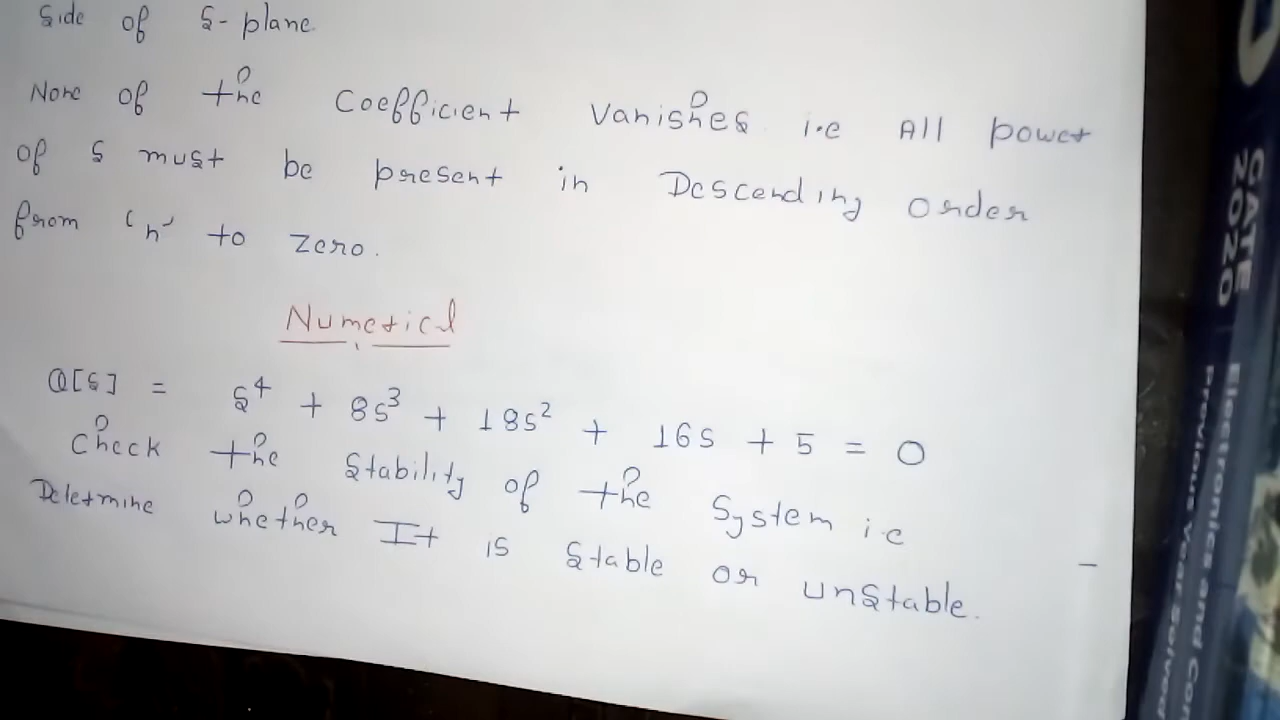 Side of S-plane.
None of the Coefficient Vanishes i.e All power
of S must be present in Descending order
from 'n' to zero.
Numerical
Q[S] = S⁴ + 8S³ + 18S² + 16S + 5 = 0
Check the Stability of the System i.e
Determine whether It is Stable or unstable.
GATE
2020
Electronics and Com
Previous Year Solved